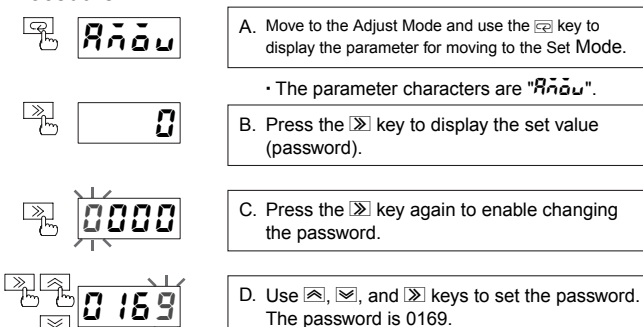 Amov
A. Move to the Adjust Mode and use the key to
display the parameter for moving to the Set Mode.
· The parameter characters are "Amov".
0
B. Press the key to display the set value
(password).
0000
C. Press the key again to enable changing
the password.
0169
D. Use , , and keys to set the password.
The password is 0169.